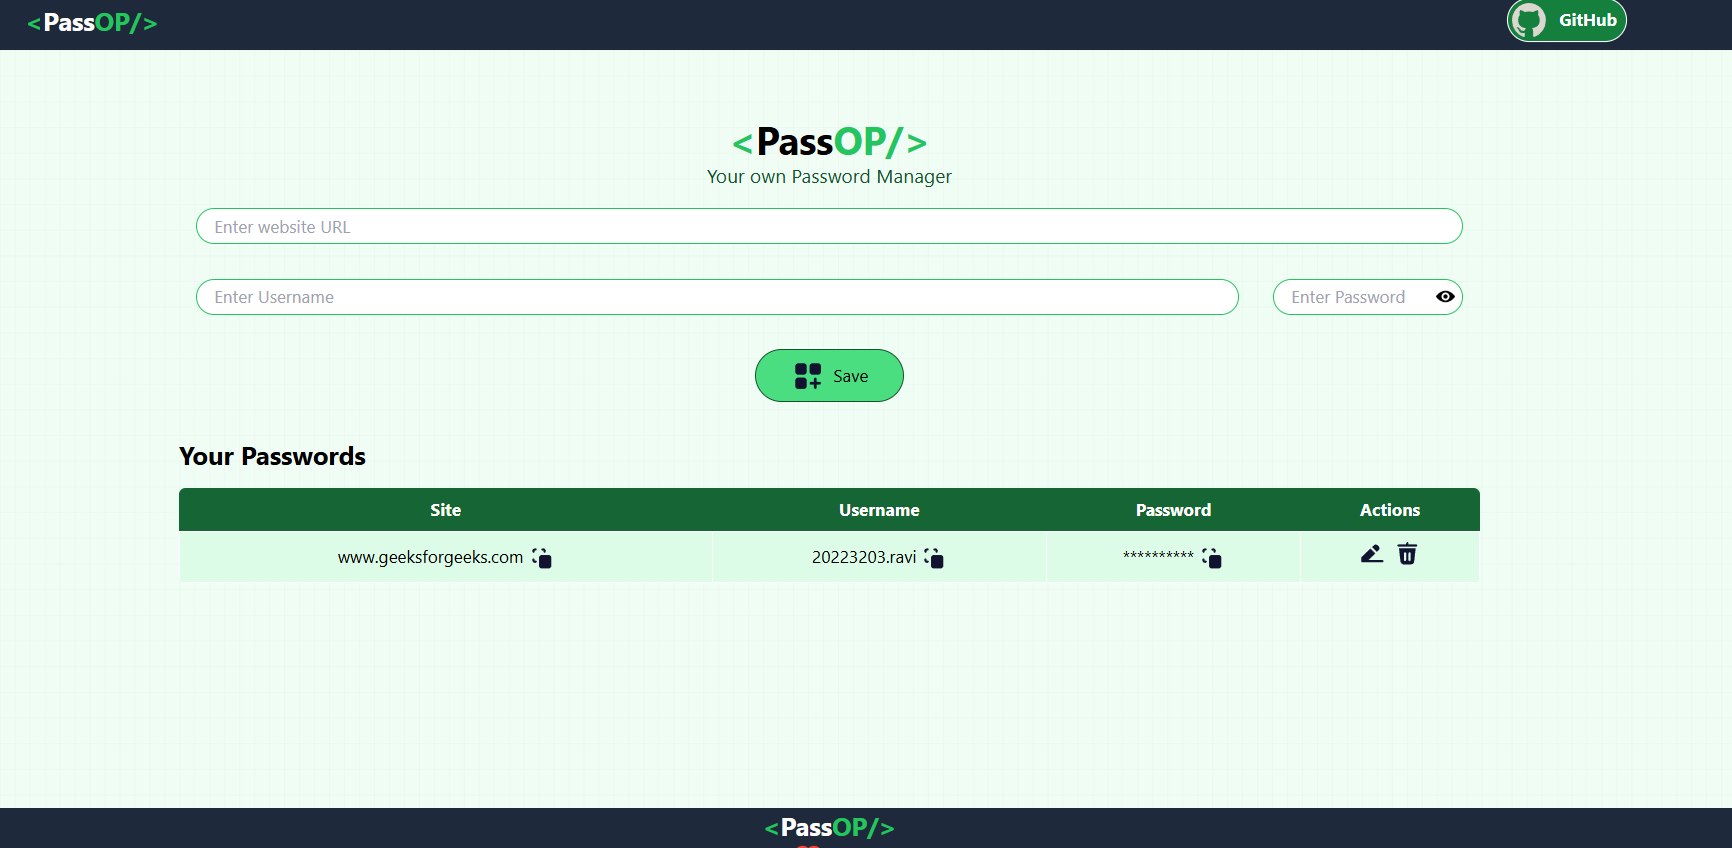 <PassOP/>
GitHub
<PassOP/>
Your own Password Manager
Enter website URL
Enter Username
Enter Password
Save
Your Passwords
Site Username Password Actions
www.geeksforgeeks.com 20223203.ravi **********
<PassOP/>